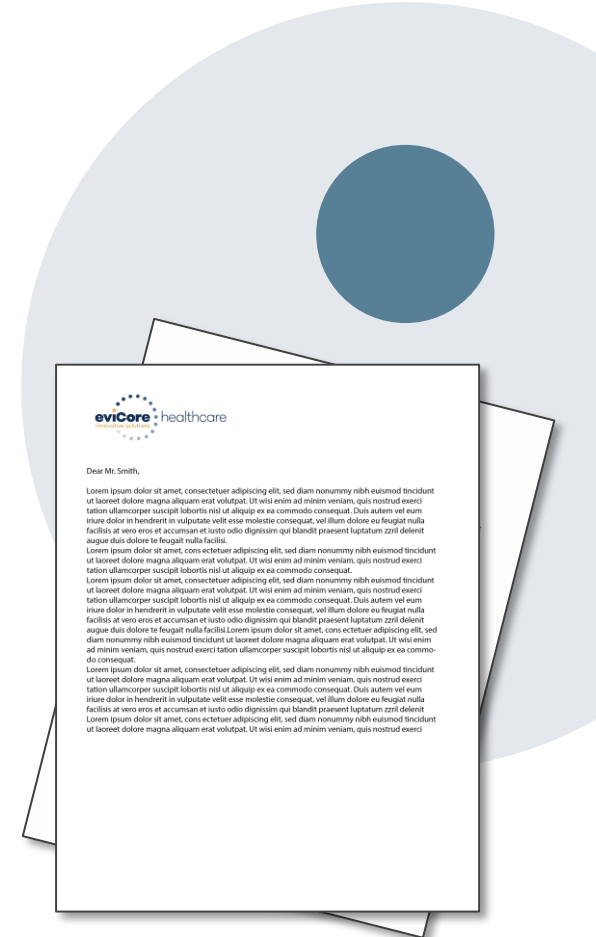 eviCore healthcare
innovative solutions
Dear Mr. Smith,
Lorem ipsum dolor sit amet, consectetuer adipiscing elit, sed diam nonummy nibh euismod tincidunt
ut laoreet dolore magna aliquam erat volutpat. Ut wisi enim ad minim veniam, quis nostrud exerci
tation ullamcorper suscipit lobortis nisl ut aliquip ex ea commodo consequat. Duis autem vel eum
iriure dolor in hendrerit in vulputate velit esse molestie consequat, vel illum dolore eu feugiat nulla
facilisis at vero eros et accumsan et iusto odio dignissim qui blandit praesent luptatum zzril delenit
augue duis dolore te feugait nulla facilisi.
Lorem ipsum dolor sit amet, cons ectetuer adipiscing elit, sed diam nonummy nibh euismod tincidunt
ut laoreet dolore magna aliquam erat volutpat. Ut wisi enim ad minim veniam, quis nostrud exerci
tation ullamcorper suscipit lobortis nisl ut aliquip ex ea commodo consequat.
Lorem ipsum dolor sit amet, consectetuer adipiscing elit, sed diam nonummy nibh euismod tincidunt
ut laoreet dolore magna aliquam erat volutpat. Ut wisi enim ad minim veniam, quis nostrud exerci
tation ullamcorper suscipit lobortis nisl ut aliquip ex ea commodo consequat. Duis autem vel eum
iriure dolor in hendrerit in vulputate velit esse molestie consequat, vel illum dolore eu feugiat nulla
facilisis at vero eros et accumsan et iusto odio dignissim qui blandit praesent luptatum zzril delenit
augue duis dolore te feugait nulla facilisi.Lorem ipsum dolor sit amet, cons ectetuer adipiscing elit, sed
diam nonummy nibh euismod tincidunt ut laoreet dolore magna aliquam erat volutpat. Ut wisi enim
ad minim veniam, quis nostrud exerci tation ullamcorper suscipit lobortis nisl ut aliquip ex ea commo-
do consequat.
Lorem ipsum dolor sit amet, consectetuer adipiscing elit, sed diam nonummy nibh euismod tincidunt
ut laoreet dolore magna aliquam erat volutpat. Ut wisi enim ad minim veniam, quis nostrud exerci
tation ullamcorper suscipit lobortis nisl ut aliquip ex ea commodo consequat. Duis autem vel eum
iriure dolor in hendrerit in vulputate velit esse molestie consequat, vel illum dolore eu feugiat nulla
facilisis at vero eros et accumsan et iusto odio dignissim qui blandit praesent luptatum zzril delenit
Lorem ipsum dolor sit amet, cons ectetuer adipiscing elit, sed diam nonummy nibh euismod tincidunt
ut laoreet dolore magna aliquam erat volutpat. Ut wisi enim ad minim veniam, quis nostrud exerci